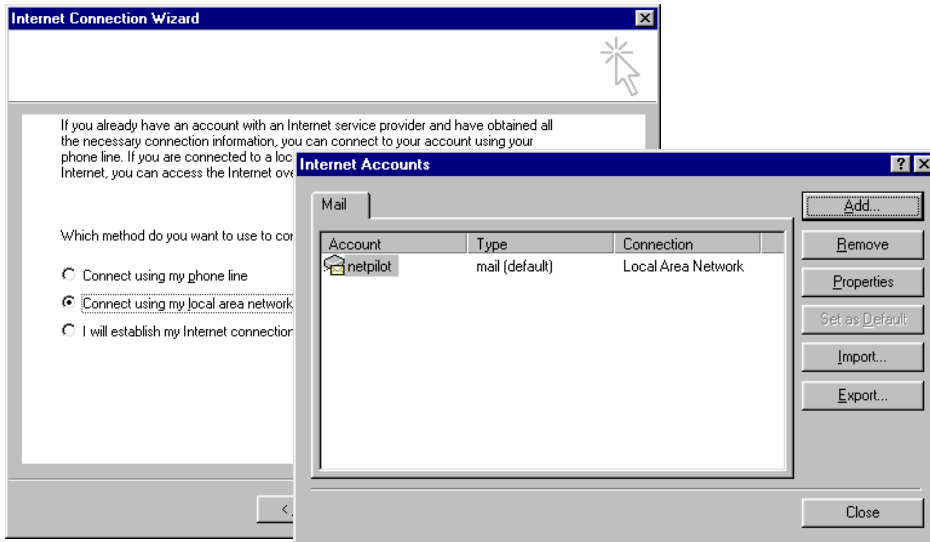 Internet Connection Wizard
If you already have an account with an Internet service provider and have obtained all
the necessary connection information, you can connect to your account using your
phone line. If you are connected to a loc
Internet, you can access the Internet ove
Which method do you want to use to cor
Connect using my phone line
Connect using my local area network
I will establish my Internet connection
<
Internet Accounts
Mail
Account Type Connection
netpilot mail (default) Local Area Network
Add...
Remove
Properties
Set as Default
Import...
Export...
Close